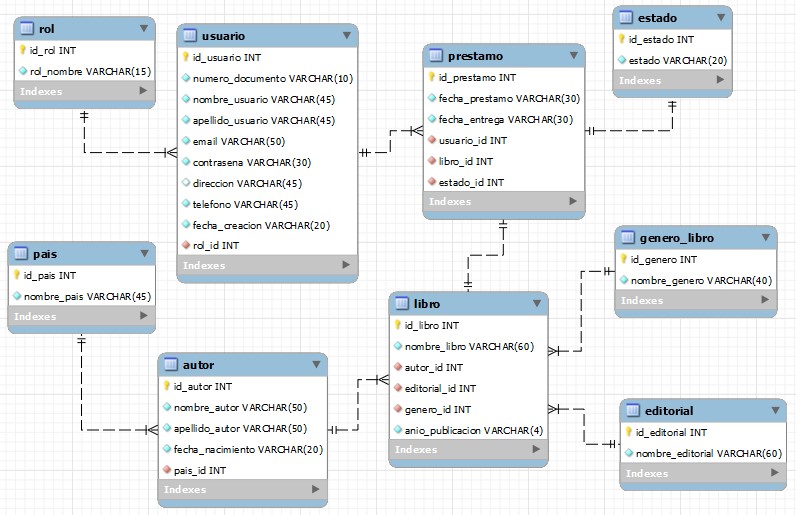 rol
id_rol INT
rol_nombre VARCHAR(15)
Indexes
usuario
id_usuario INT
numero_documento VARCHAR(10)
nombre_usuario VARCHAR(45)
apellido_usuario VARCHAR(45)
email VARCHAR(50)
contrasena VARCHAR(30)
direccion VARCHAR(45)
telefono VARCHAR(45)
fecha_creacion VARCHAR(20)
rol_id INT
Indexes
prestamo
id_prestamo INT
fecha_prestamo VARCHAR(30)
fecha_entrega VARCHAR(30)
usuario_id INT
libro_id INT
estado_id INT
Indexes
estado
id_estado INT
estado VARCHAR(20)
Indexes
pais
id_pais INT
nombre_pais VARCHAR(45)
Indexes
autor
id_autor INT
nombre_autor VARCHAR(50)
apellido_autor VARCHAR(50)
fecha_nacimiento VARCHAR(20)
pais_id INT
Indexes
libro
id_libro INT
nombre_libro VARCHAR(60)
autor_id INT
editorial_id INT
genero_id INT
anio_publicacion VARCHAR(4)
Indexes
genero_libro
id_genero INT
nombre_genero VARCHAR(40)
Indexes
editorial
id_editorial INT
nombre_editorial VARCHAR(60)
Indexes